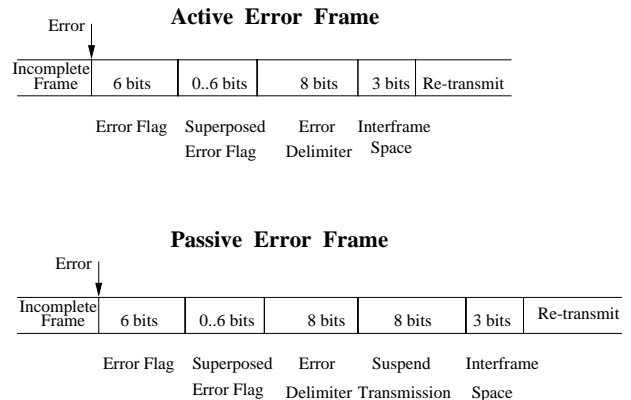 Active Error Frame
Error
Incomplete
Frame
6 bits
0..6 bits
8 bits
3 bits
Re-transmit
Error Flag
Superposed
Error Flag
Error
Delimiter
Interframe
Space
Passive Error Frame
Error
Incomplete
Frame
6 bits
0..6 bits
8 bits
8 bits
3 bits
Re-transmit
Error Flag
Superposed
Error Flag
Error
Delimiter
Suspend
Transmission
Interframe
Space